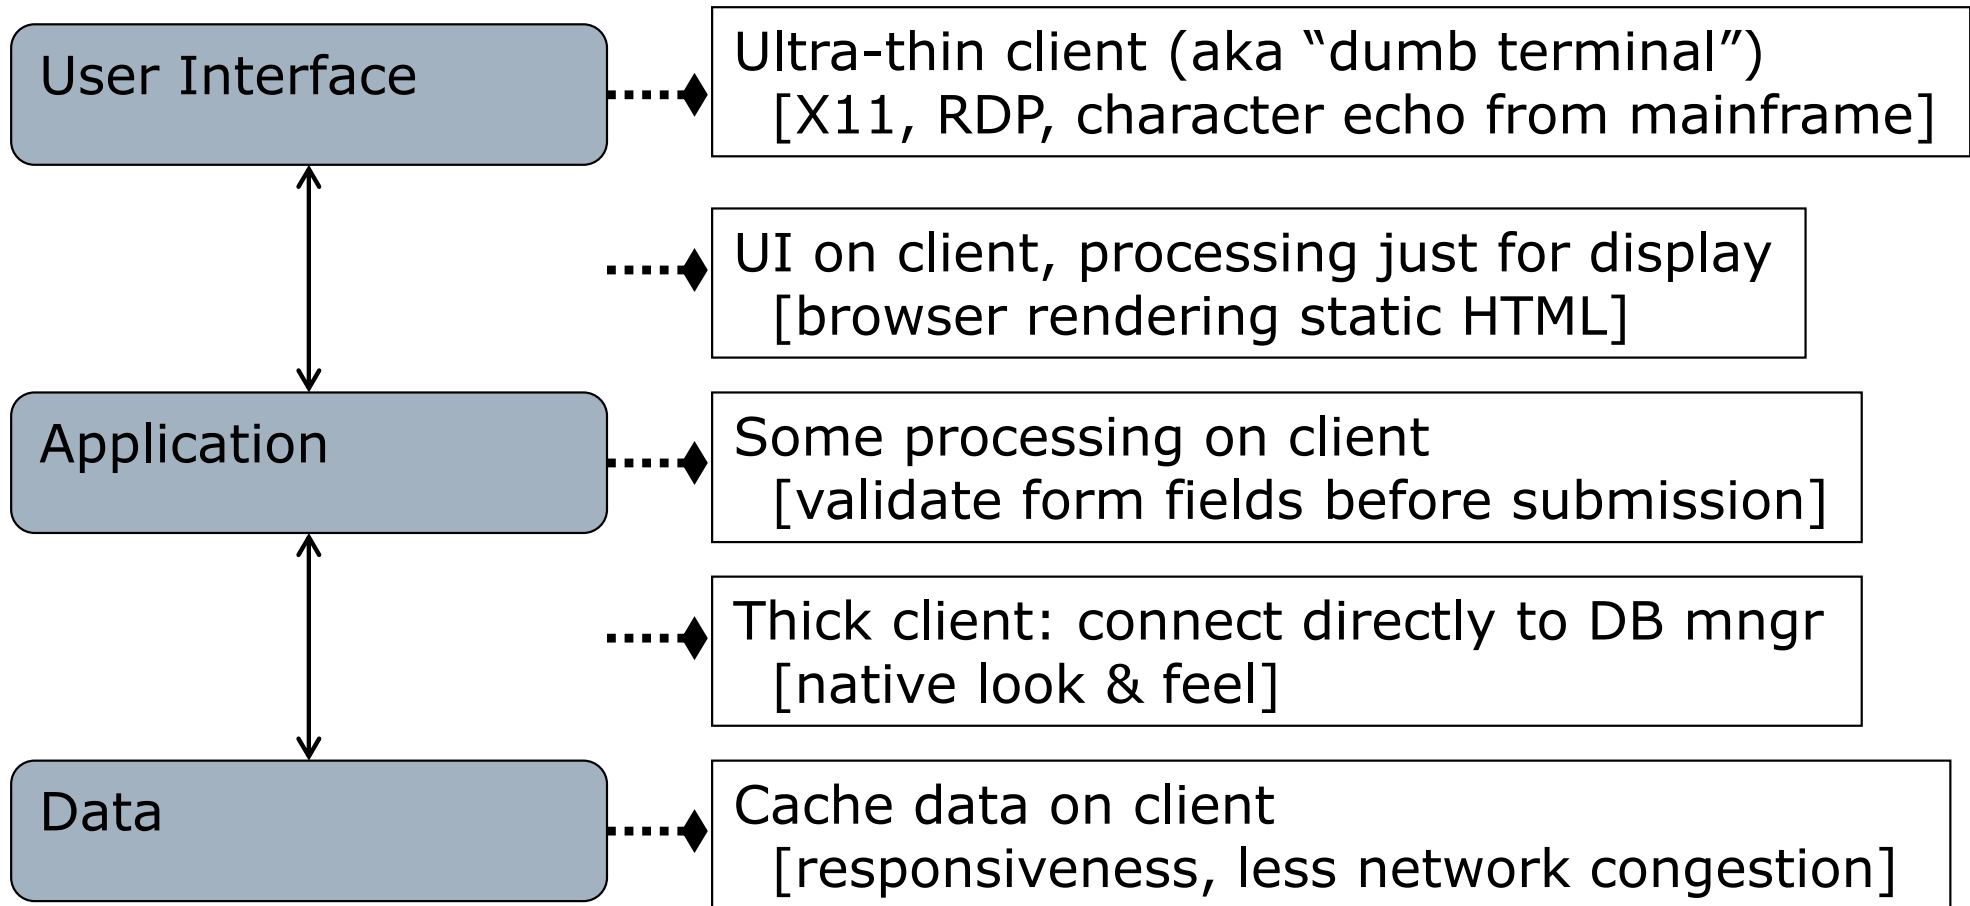 User Interface
Ultra-thin client (aka “dumb terminal”)
[X11, RDP, character echo from mainframe]
UI on client, processing just for display
[browser rendering static HTML]
Application
Some processing on client
[validate form fields before submission]
Thick client: connect directly to DB mngr
[native look & feel]
Data
Cache data on client
[responsiveness, less network congestion]